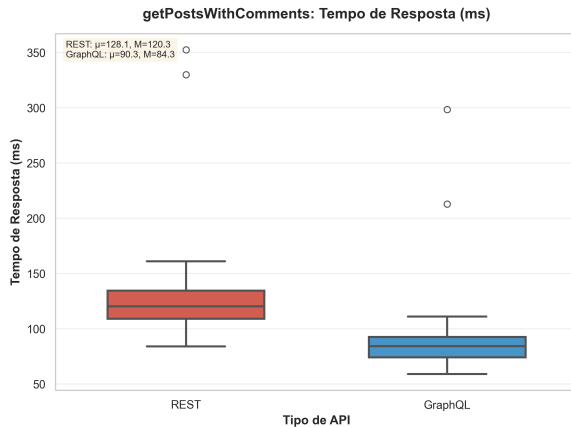 getPostsWithComments: Tempo de Resposta (ms)
REST: μ=128.1, M=120.3
GraphQL: μ=90.3, M=84.3
Tempo de Resposta (ms)
350
300
250
200
150
100
50
REST
GraphQL
Tipo de API